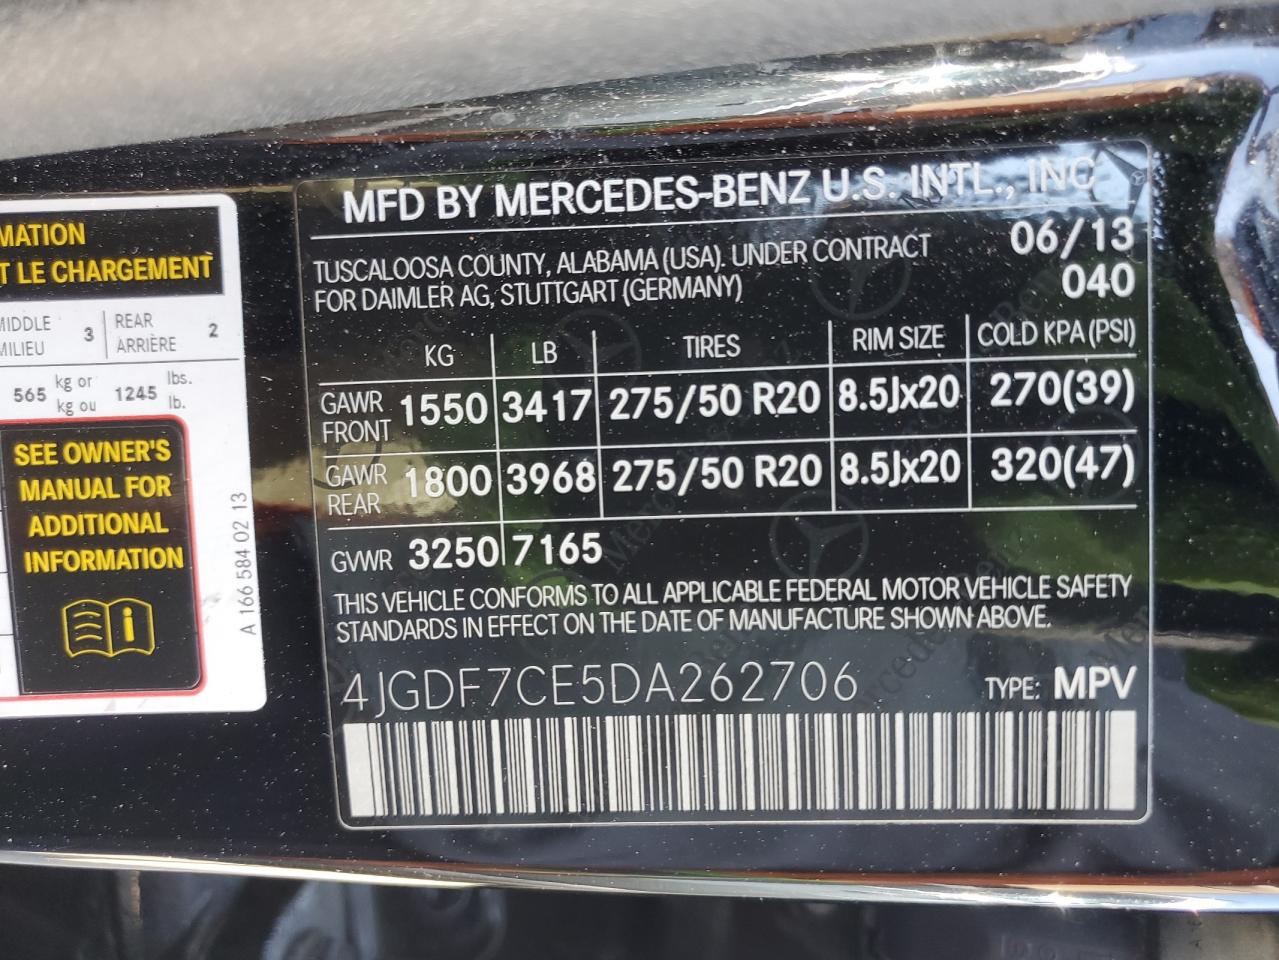 MATION
T LE CHARGEMENT
MIDDLE
MILIEU
3
REAR
ARRIÈRE
2
565 kg or 1245 lbs.
kg ou lb.
SEE OWNER'S
MANUAL FOR
ADDITIONAL
INFORMATION
A 166 584 02 13
MFD BY MERCEDES-BENZ U.S. INTL., INC
TUSCALOOSA COUNTY, ALABAMA (USA). UNDER CONTRACT
FOR DAIMLER AG, STUTTGART (GERMANY)
06/13
040
KG LB TIRES RIM SIZE COLD KPA (PSI)
GAWR FRONT 1550 3417 275/50 R20 8.5Jx20 270(39)
GAWR REAR 1800 3968 275/50 R20 8.5Jx20 320(47)
GVWR 3250 7165
THIS VEHICLE CONFORMS TO ALL APPLICABLE FEDERAL MOTOR VEHICLE SAFETY
STANDARDS IN EFFECT ON THE DATE OF MANUFACTURE SHOWN ABOVE.
4JGDF7CE5DA262706 TYPE: MPV